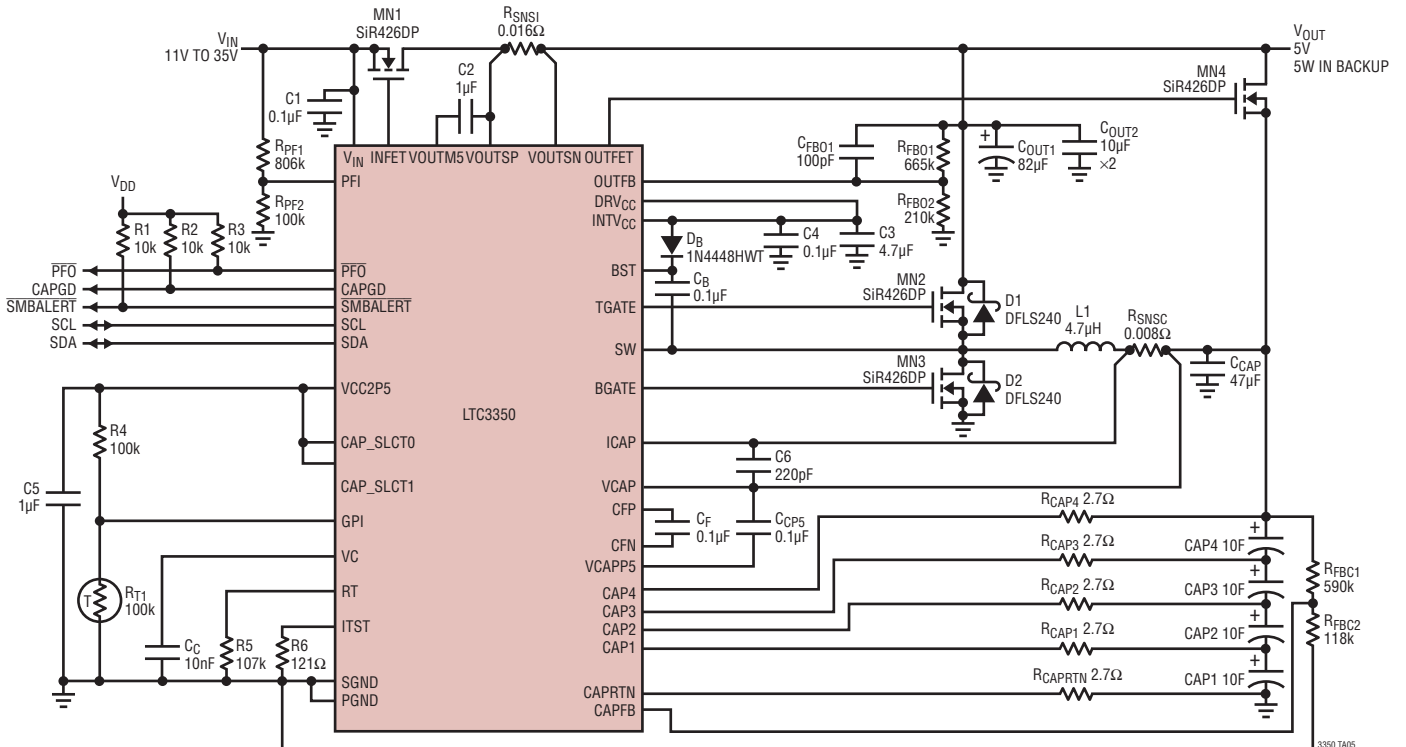 MN1
SiR426DP
RSNSI
0.016Ω
VIN
11V TO 35V
VOUT
5V
5W IN BACKUP
MN4
SiR426DP
C1
0.1µF
C2
1µF
RPF1
806k
RPF2
100k
VDD
R1
10k
R2
10k
R3
10k
PFO
CAPGD
SMBALERT
SCL
SDA
VIN INFET VOUTM5 VOUTSP VOUTSN OUTFET
PFI
PFO
CAPGD
SMBALERT
SCL
SDA
VCC2P5
CAP_SLCT0
CAP_SLCT1
GPI
VC
RT
ITST
SGND
PGND
LTC3350
OUTFB
DRVCC
INTVCC
BST
TGATE
SW
BGATE
ICAP
VCAP
CFP
CFN
VCAPP5
CAP4
CAP3
CAP2
CAP1
CAPRTN
CAPFB
CFBO1
100pF
RFBO1
665k
RFBO2
210k
COUT1
82µF
COUT2
10µF
×2
+
DB
1N4448HWT
C4
0.1µF
C3
4.7µF
CB
0.1µF
MN2
SiR426DP
D1
DFLS240
L1
4.7µH
RSNSC
0.008Ω
CCAP
47µF
MN3
SiR426DP
D2
DFLS240
C6
220pF
CF
0.1µF
CCP5
0.1µF
RCAP4 2.7Ω
RCAP3 2.7Ω
RCAP2 2.7Ω
RCAP1 2.7Ω
RCAPRTN 2.7Ω
+
CAP4 10F
+
CAP3 10F
+
CAP2 10F
+
CAP1 10F
RFBC1
590k
RFBC2
118k
R4
100k
C5
1µF
T
RT1
100k
CC
10nF
R5
107k
R6
121Ω
3350 TA05